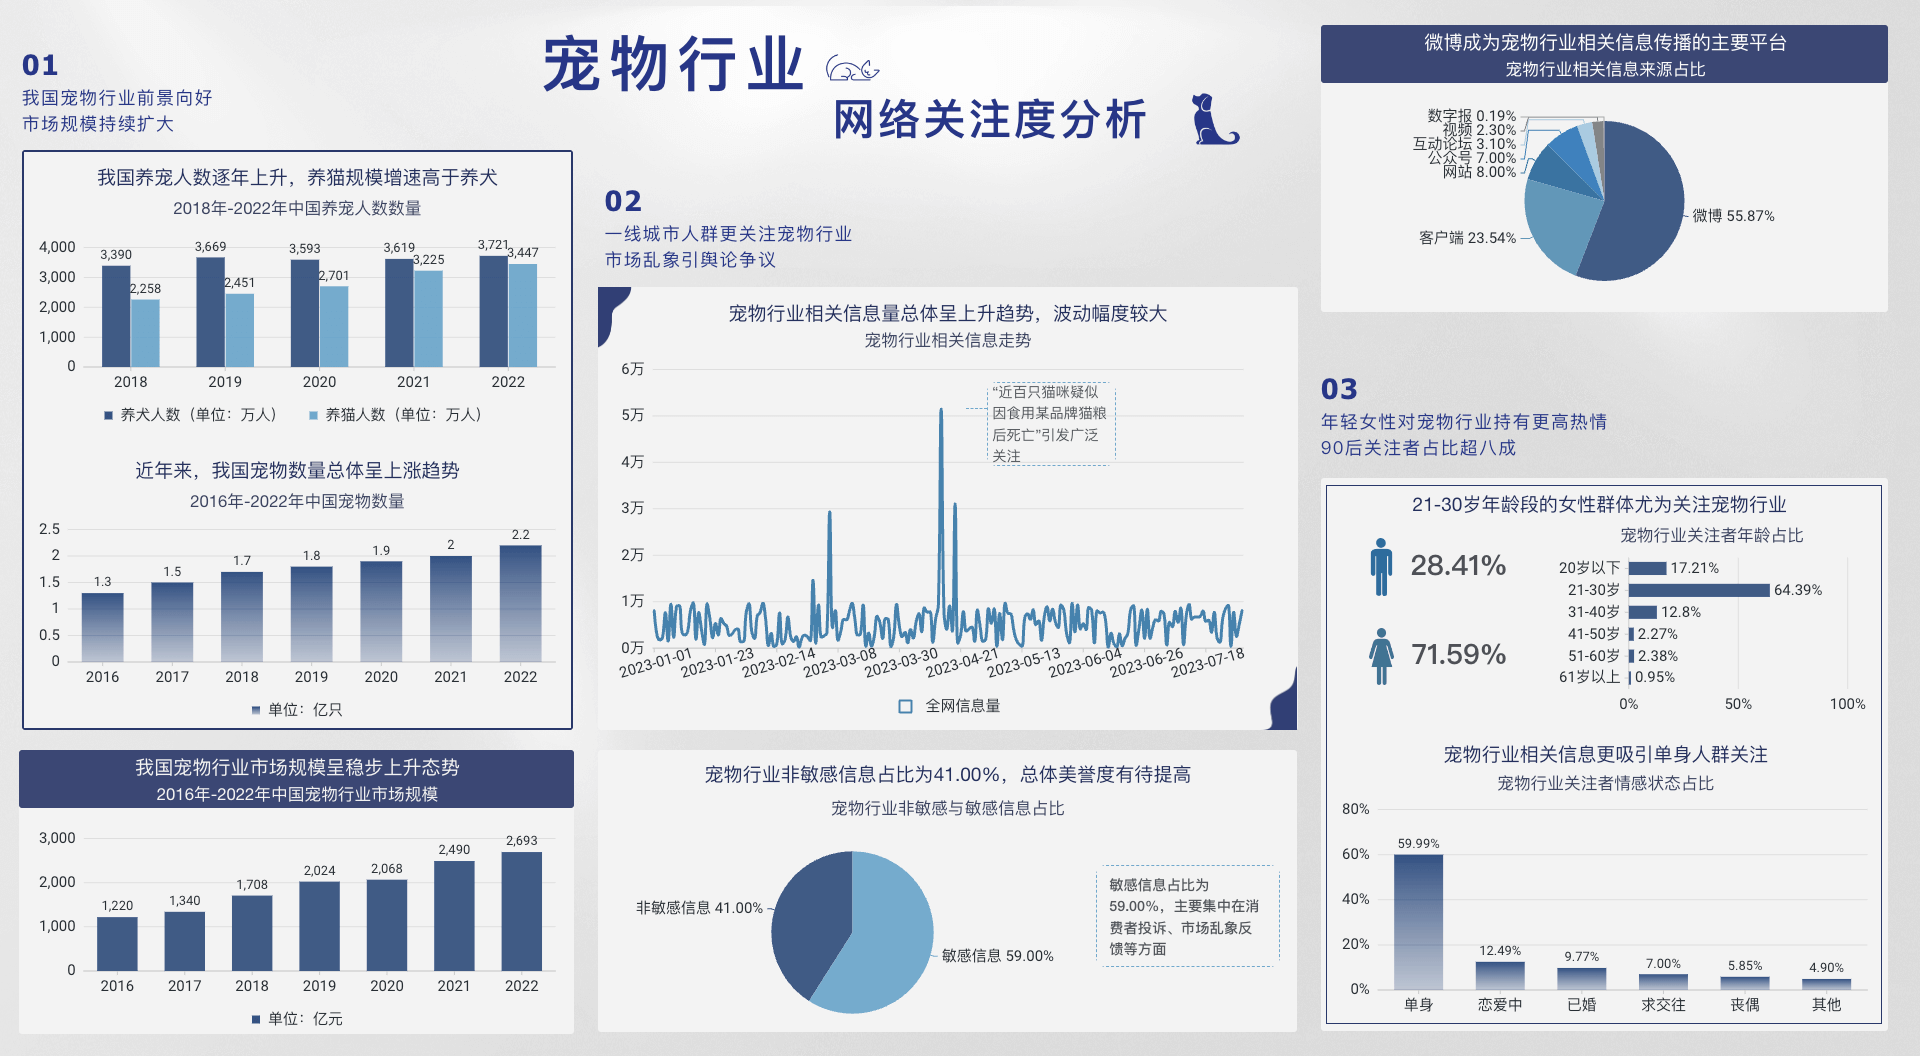 宠物行业
网络关注度分析
01
我国宠物行业前景向好
市场规模持续扩大
我国养宠人数逐年上升，养猫规模增速高于养犬
2018年-2022年中国养宠人数数量
4,000
3,000
2,000
1,000
0
3,390
2,258
3,669
2,451
3,593
2,701
3,619
3,225
3,721
3,447
2018
2019
2020
2021
2022
养犬人数（单位：万人）
养猫人数（单位：万人）
近年来，我国宠物数量总体呈上涨趋势
2016年-2022年中国宠物数量
2.5
2
1.5
1
0.5
0
1.3
1.5
1.7
1.8
1.9
2
2.2
2016
2017
2018
2019
2020
2021
2022
单位：亿只
我国宠物行业市场规模呈稳步上升态势
2016年-2022年中国宠物行业市场规模
3,000
2,000
1,000
0
1,220
1,340
1,708
2,024
2,068
2,490
2,693
2016
2017
2018
2019
2020
2021
2022
单位：亿元
02
一线城市人群更关注宠物行业
市场乱象引舆论争议
宠物行业相关信息量总体呈上升趋势，波动幅度较大
宠物行业相关信息走势
6万
5万
4万
3万
2万
1万
0万
“近百只猫咪疑似
因食用某品牌猫粮
后死亡”引发广泛
关注
2023-01-01
2023-01-23
2023-02-14
2023-03-08
2023-03-30
2023-04-21
2023-05-13
2023-06-04
2023-06-26
2023-07-18
全网信息量
宠物行业非敏感信息占比为41.00%，总体美誉度有待提高
宠物行业非敏感与敏感信息占比
非敏感信息 41.00%
敏感信息 59.00%
敏感信息占比为
59.00%，主要集中在消
费者投诉、市场乱象反
馈等方面
微博成为宠物行业相关信息传播的主要平台
宠物行业相关信息来源占比
数字报 0.19%
视频 2.30%
互动论坛 3.10%
公众号 7.00%
网站 8.00%
客户端 23.54%
微博 55.87%
03
年轻女性对宠物行业持有更高热情
90后关注者占比超八成
21-30岁年龄段的女性群体尤为关注宠物行业
28.41%
71.59%
宠物行业关注者年龄占比
20岁以下
17.21%
21-30岁
64.39%
31-40岁
12.8%
41-50岁
2.27%
51-60岁
2.38%
61岁以上
0.95%
0%
50%
100%
宠物行业相关信息更吸引单身人群关注
宠物行业关注者情感状态占比
80%
60%
40%
20%
0%
59.99%
12.49%
9.77%
7.00%
5.85%
4.90%
单身
恋爱中
已婚
求交往
丧偶
其他